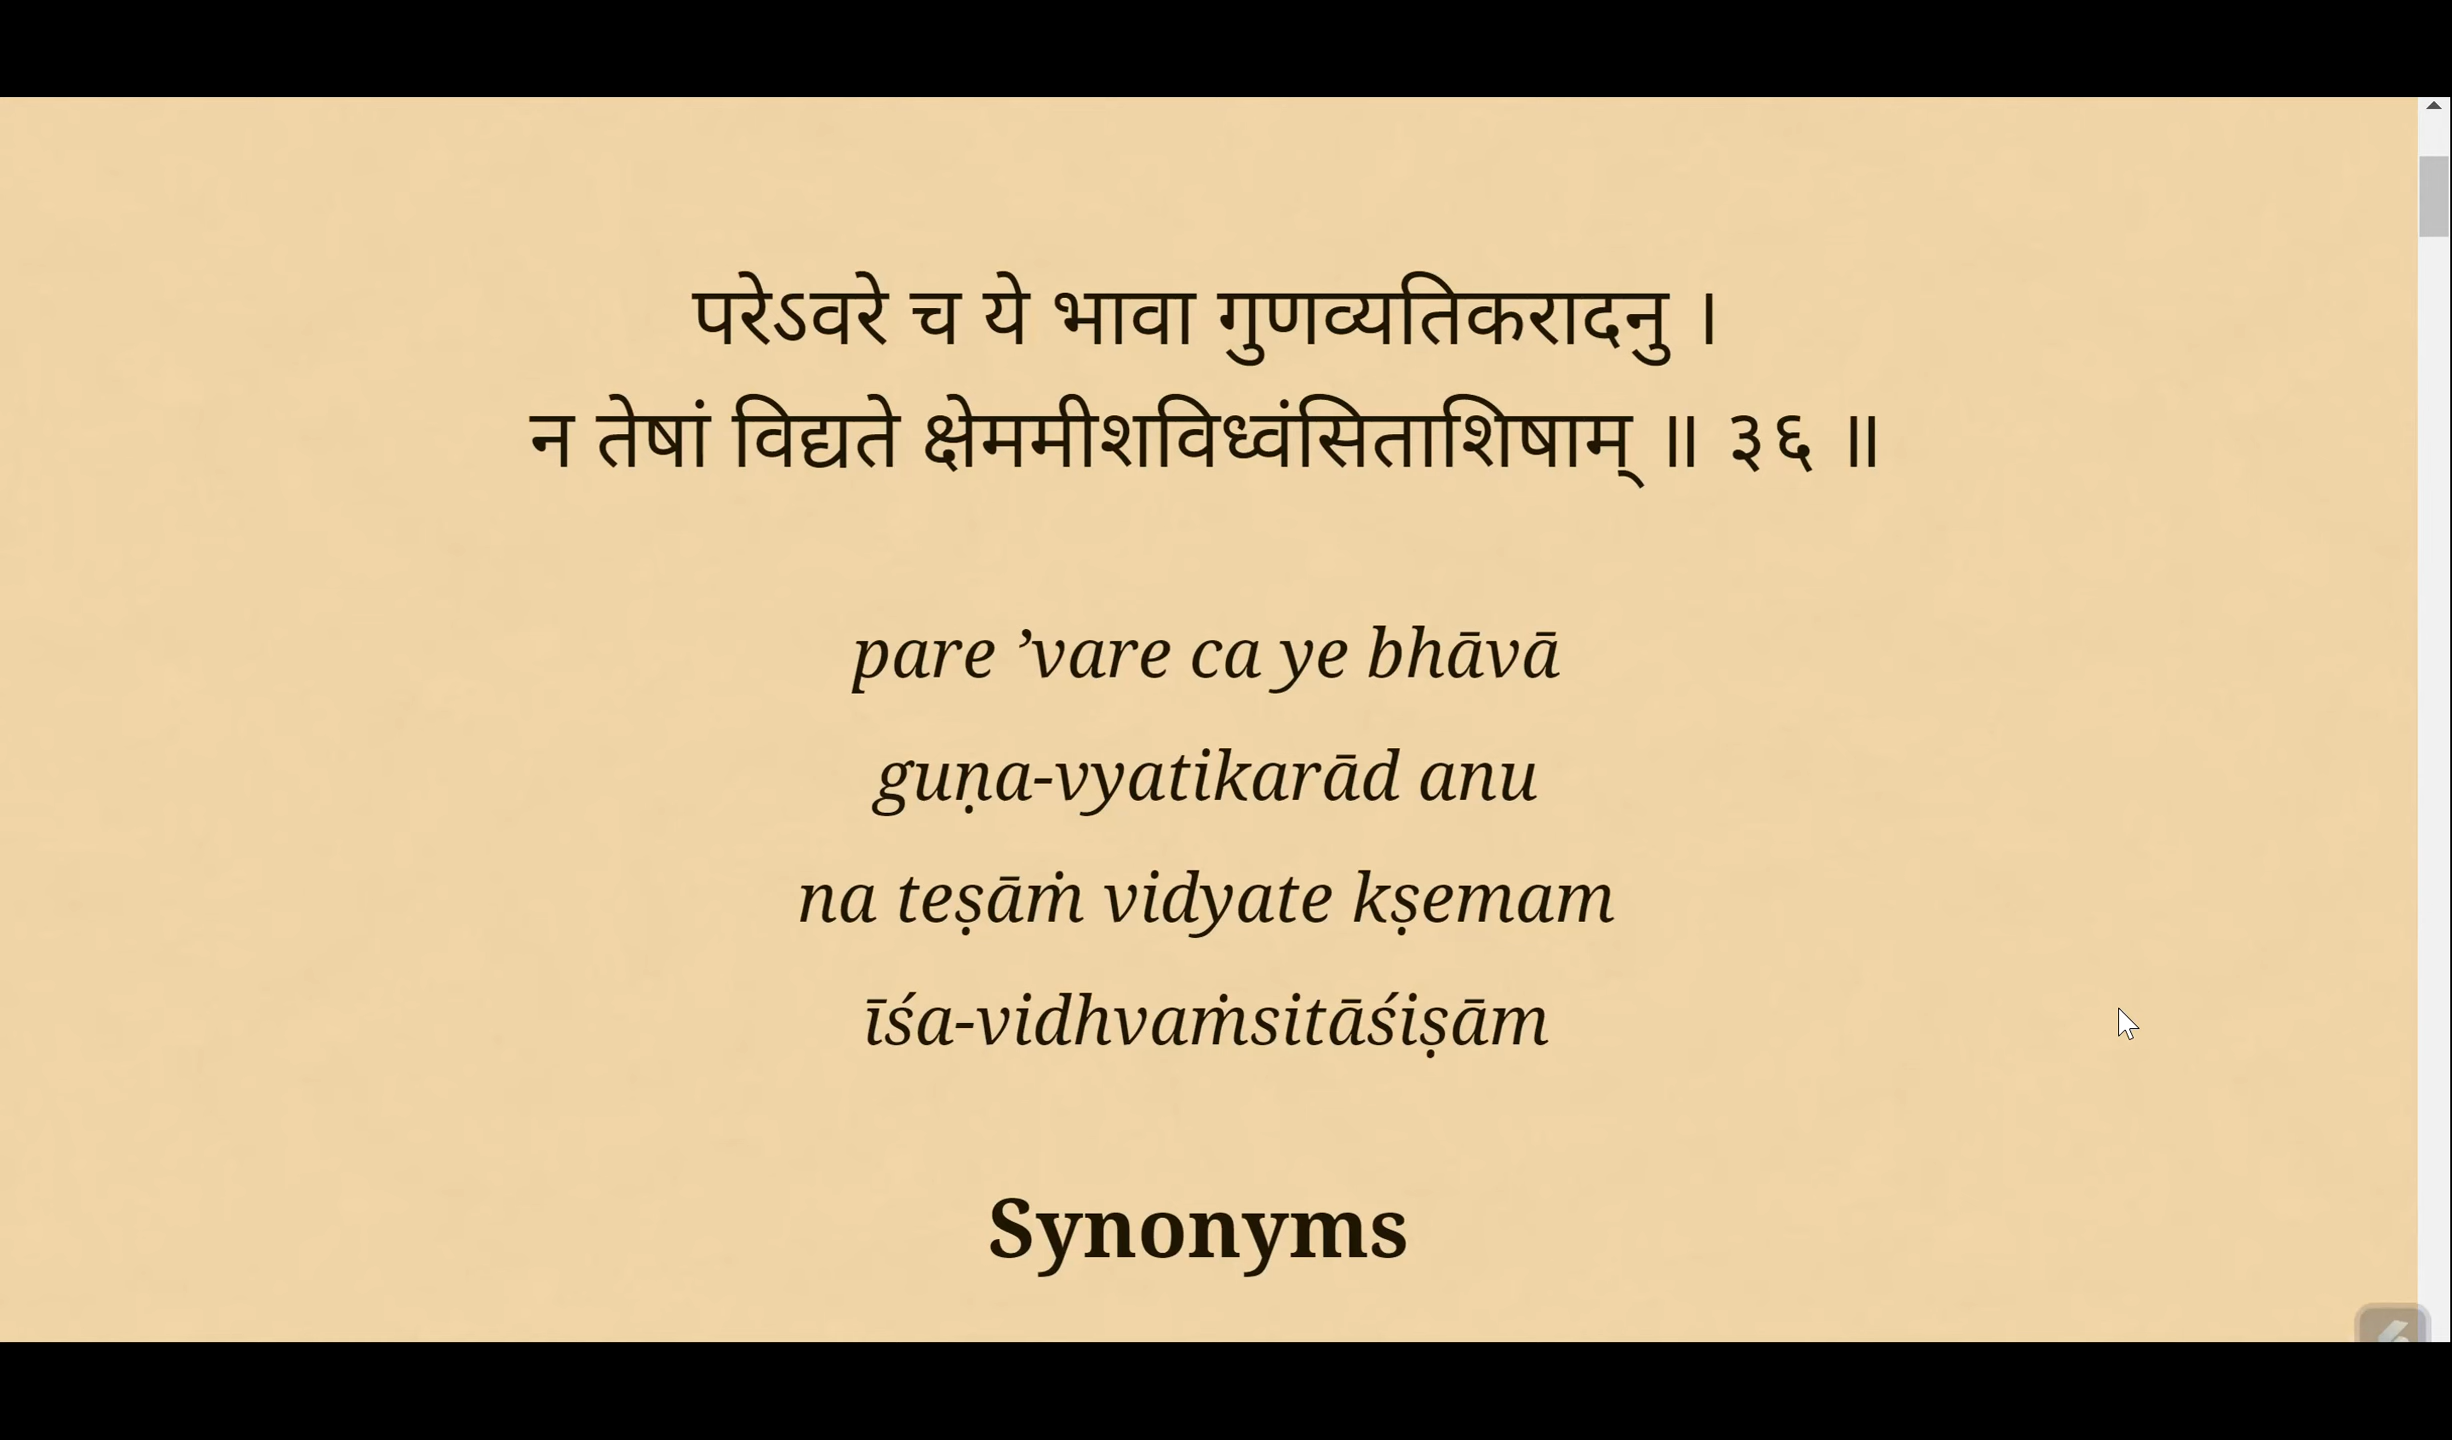 परेऽवरे च ये भावा गुणव्यतिकरादनु ।
न तेषां विद्यते क्षेममीशविध्वंसिताशिषाम् ॥ ३६ ॥
pare ’vare ca ye bhāvā
guṇa-vyatikarād anu
na teṣāṁ vidyate kṣemam
īśa-vidhvaṁsitāśiṣām
Synonyms